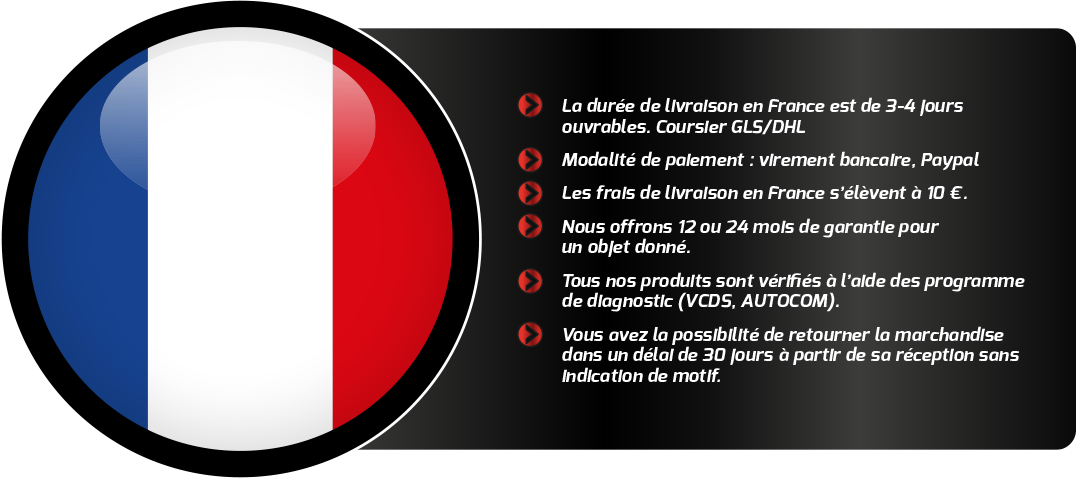 La durée de livraison en France est de 3-4 jours
ouvrables. Coursier GLS/DHL
Modalité de paiement : virement bancaire, Paypal
Les frais de livraison en France s'élèvent à 10 €.
Nous offrons 12 ou 24 mois de garantie pour
un objet donné.
Tous nos produits sont vérifiés à l'aide des programme
de diagnostic (VCDS, AUTOCOM).
Vous avez la possibilité de retourner la marchandise
dans un délai de 30 jours à partir de sa réception sans
indication de motif.